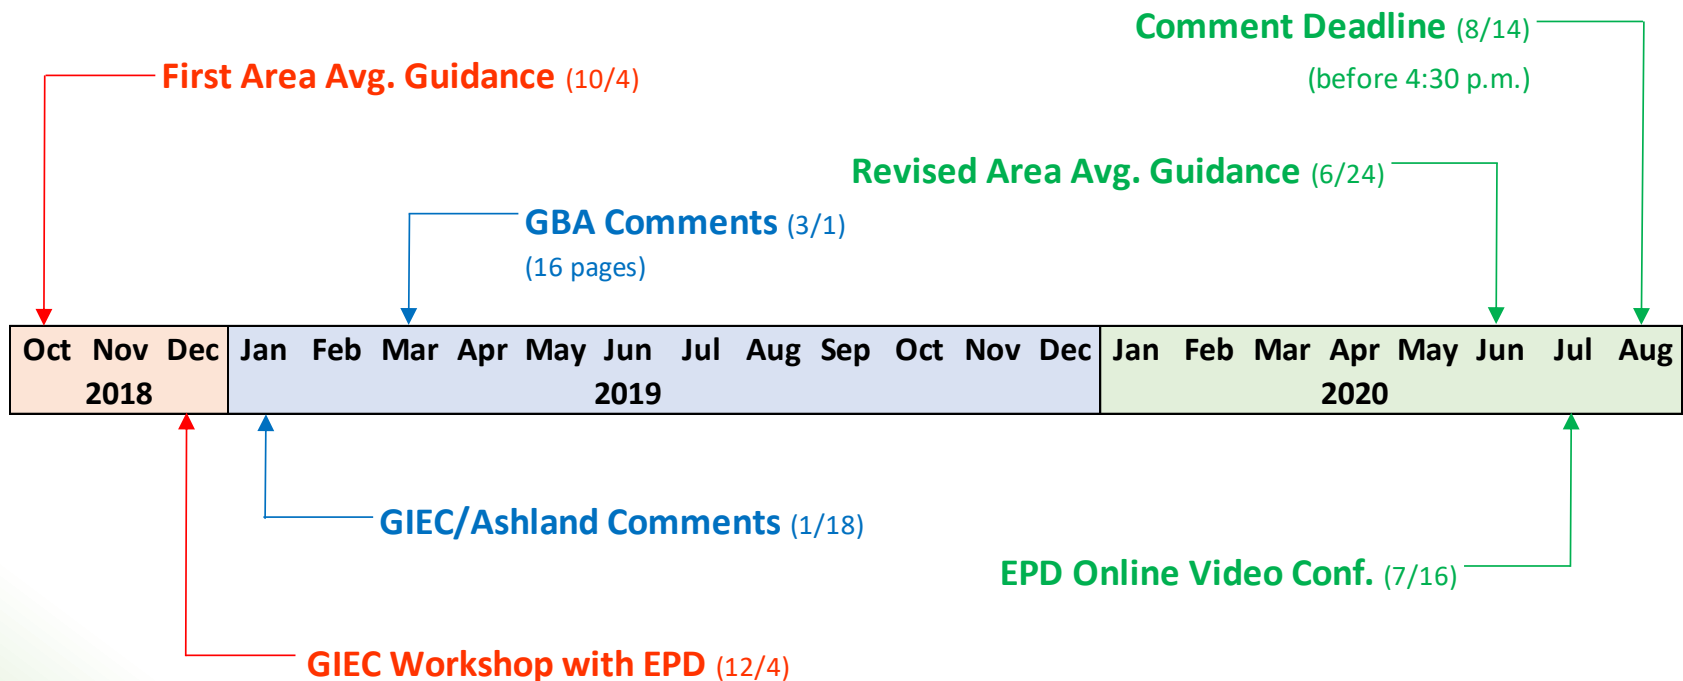 Comment Deadline (8/14)
(before 4:30 p.m.)
First Area Avg. Guidance (10/4)
Revised Area Avg. Guidance (6/24)
GBA Comments (3/1)
(16 pages)
Oct Nov Dec Jan Feb Mar Apr May Jun Jul Aug Sep Oct Nov Dec Jan Feb Mar Apr May Jun Jul Aug
2018 2019 2020
GIEC/Ashland Comments (1/18)
EPD Online Video Conf. (7/16)
GIEC Workshop with EPD (12/4)